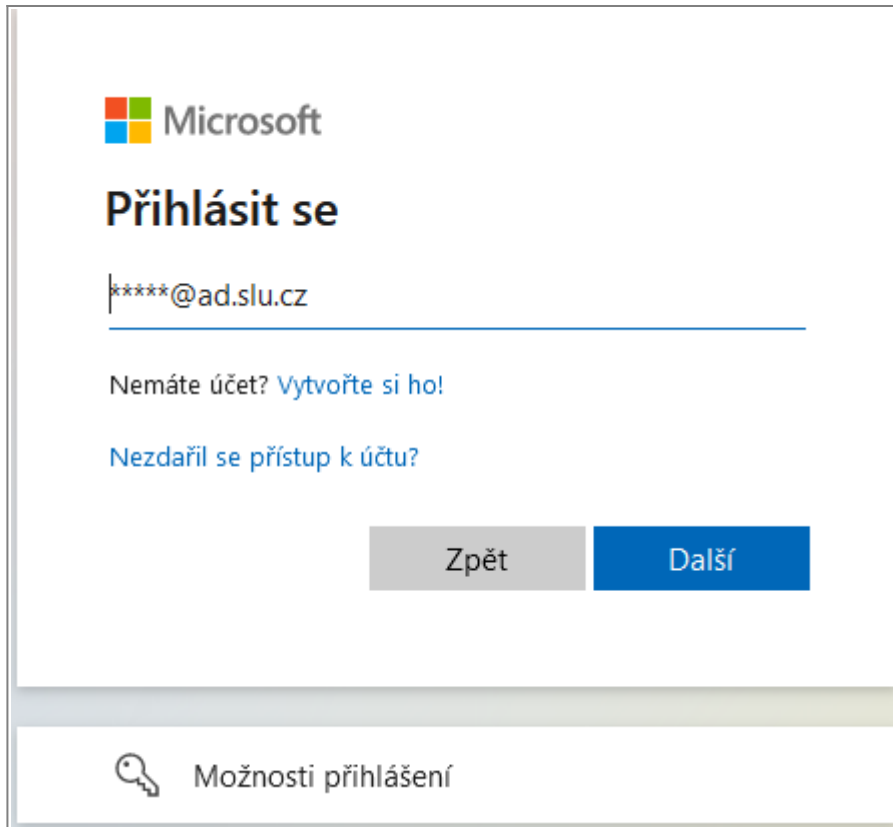 Microsoft
Přihlásit se
*****@ad.slu.cz
Nemáte účet? Vytvořte si ho!
Nezdařil se přístup k účtu?
Zpět Další
Možnosti přihlášení